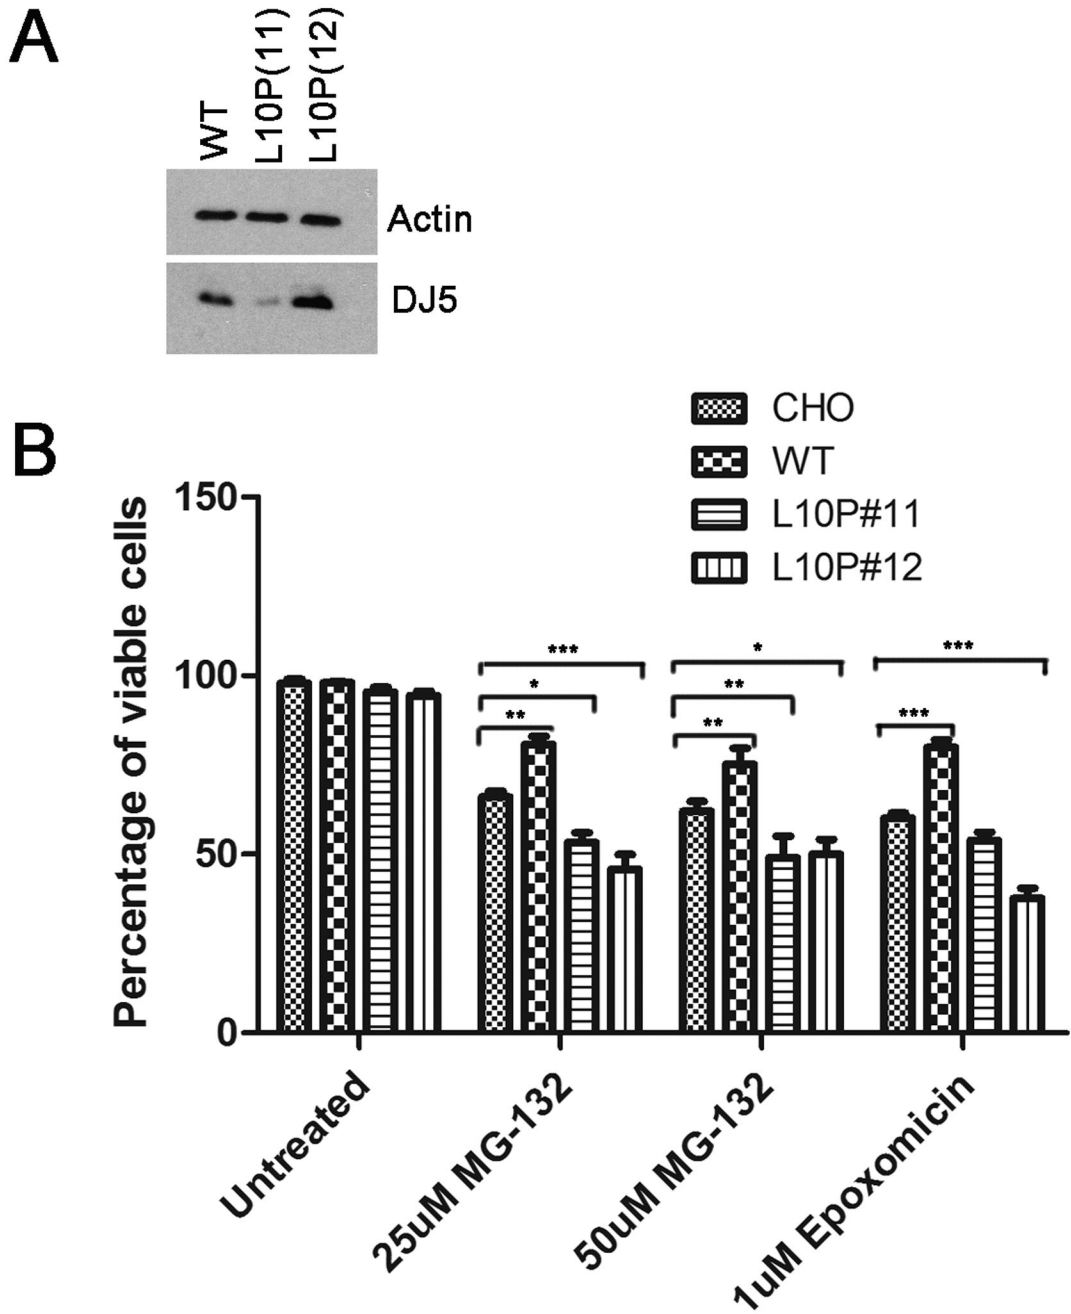 A
WT
L10P(11)
L10P(12)
Actin
DJ5
B
CHO
WT
L10P#11
L10P#12
Percentage of viable cells
150
100
50
0
***
*
**
*
**
**
***
***
Untreated
25uM MG-132
50uM MG-132
1uM Epoxomicin